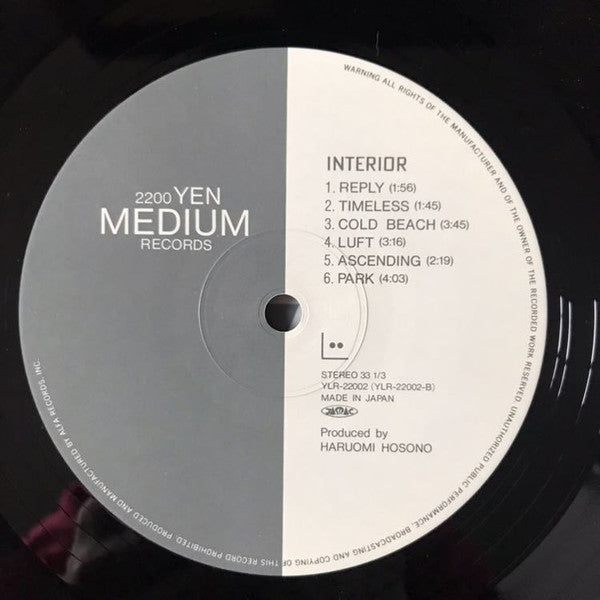 2200 YEN
MEDIUM
RECORDS
INTERIOR
1. REPLY (1:56)
2. TIMELESS (1:45)
3. COLD BEACH (3:45)
4. LUFT (3:16)
5. ASCENDING (2:19)
6. PARK (4:03)
STEREO 33 1/3
YLR-22002 (YLR-22002-B)
MADE IN JAPAN
JASRAC
Produced by
HARUOMI HOSONO
WARNING ALL RIGHTS OF THE MANUFACTURER AND OF THE OWNER OF THE RECORDED WORK RESERVED. UNAUTHORIZED PUBLIC PERFORMANCE, BROADCASTING AND COPYING OF THIS RECORD PROHIBITED. PRODUCED AND MANUFACTURED BY ALFA RECORDS, INC.